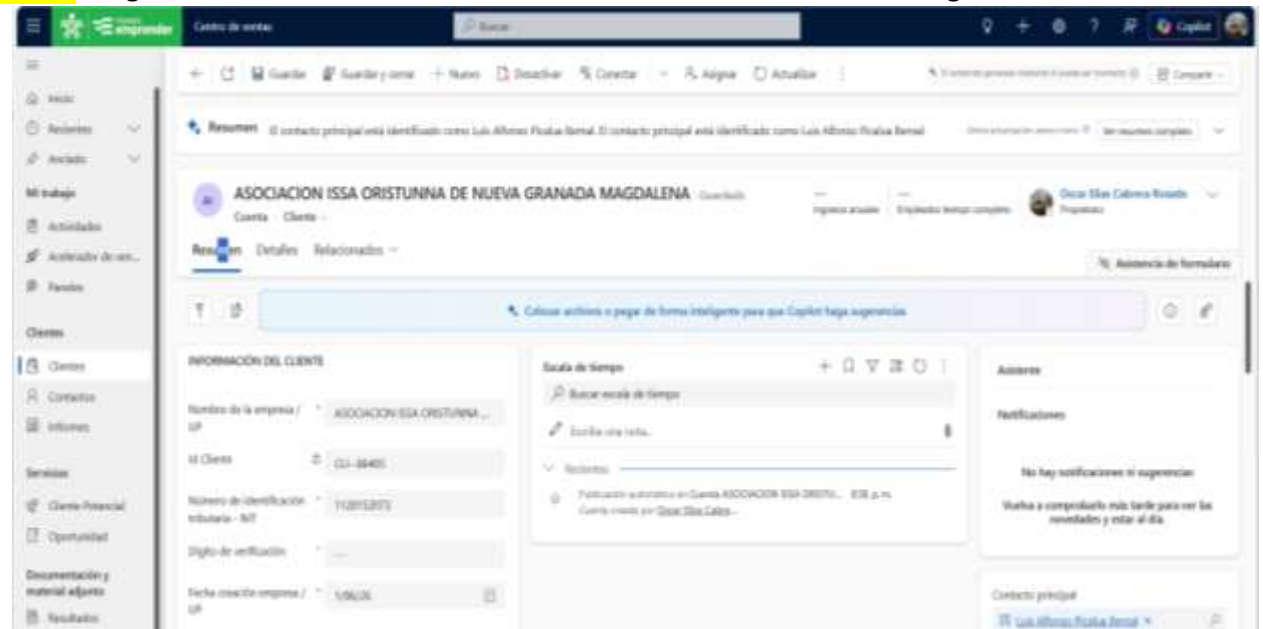 emprender Centro de ventas Buscar Copilot
Guardar Guardar y cerrar Nuevo Desactivar Conectar Asignar Actualizar Compartir
Inicio
Recientes
Anclado
Resumen El contacto principal está identificado como Luis Alfonso Picalua Bernal. El contacto principal está identificado como Luis Alfonso Picalua Bernal. Ver resumen completo
Mi trabajo
ASOCIACION ISSA ORISTUNNA DE NUEVA GRANADA MAGDALENA - Guardado
Cuenta Cliente
Ingresos anuales Empleados tiempo completo
Oscar Elias Cabrera Rosado
Propietario
Actividades
Acelerador de ven...
Paneles
Resumen Detalles Relacionados
Asistencia de formulario
Colocar archivos o pegar de forma inteligente para que Copilot haga sugerencias
Clientes
Clientes
Contactos
Informes
INFORMACIÓN DEL CLIENTE
Nombre de la empresa / UP * ASOCIACION ISSA ORISTUNNA ...
Id Cliente
Número de identificación tributaria - NIT *
Dígito de verificación * ---
Fecha creación empresa / UP *
Escala de tiempo
Buscar escala de tiempo
Escriba una nota...
Recientes
Publicación automática en Cuenta ASOCIACION ISSA ORISTU...
Cuenta creada por Oscar Elias Cabre...
Asistente
Notificaciones
No hay notificaciones ni sugerencias
Vuelva a comprobarlo más tarde para ver las novedades y estar al día.
Servicios
Cliente Potencial
Oportunidad
Documentación y material adjunto
Resultados
Contacto principal
Luis Alfonso Picalua Bernal